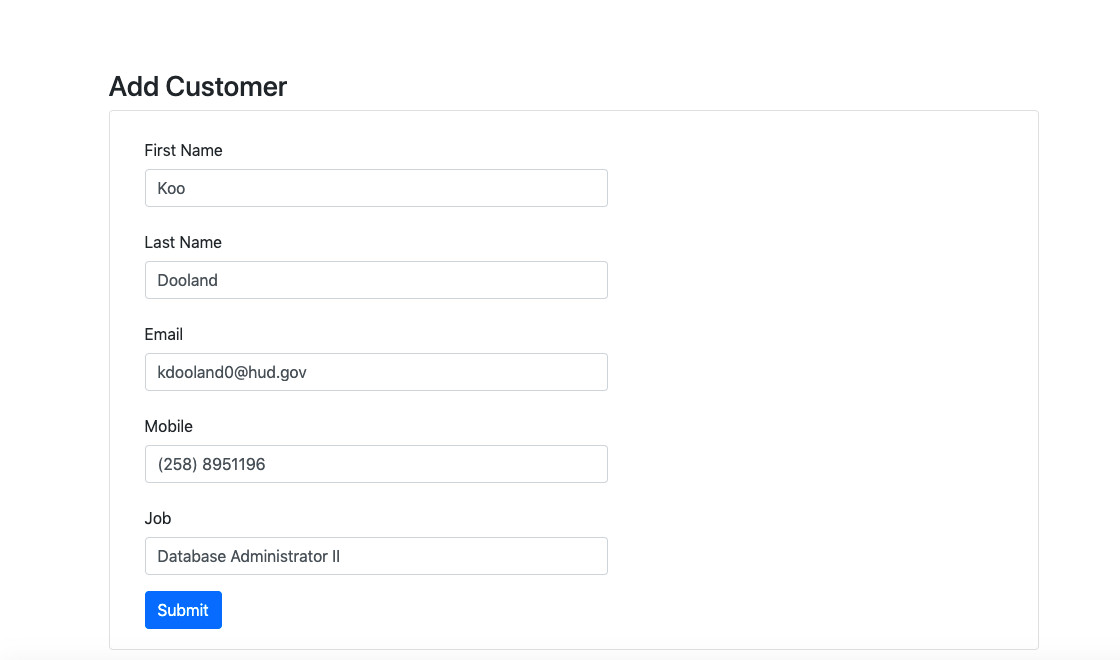 Add Customer
First Name
Koo
Last Name
Dooland
Email
kdooland0@hud.gov
Mobile
(258) 8951196
Job
Database Administrator II
Submit